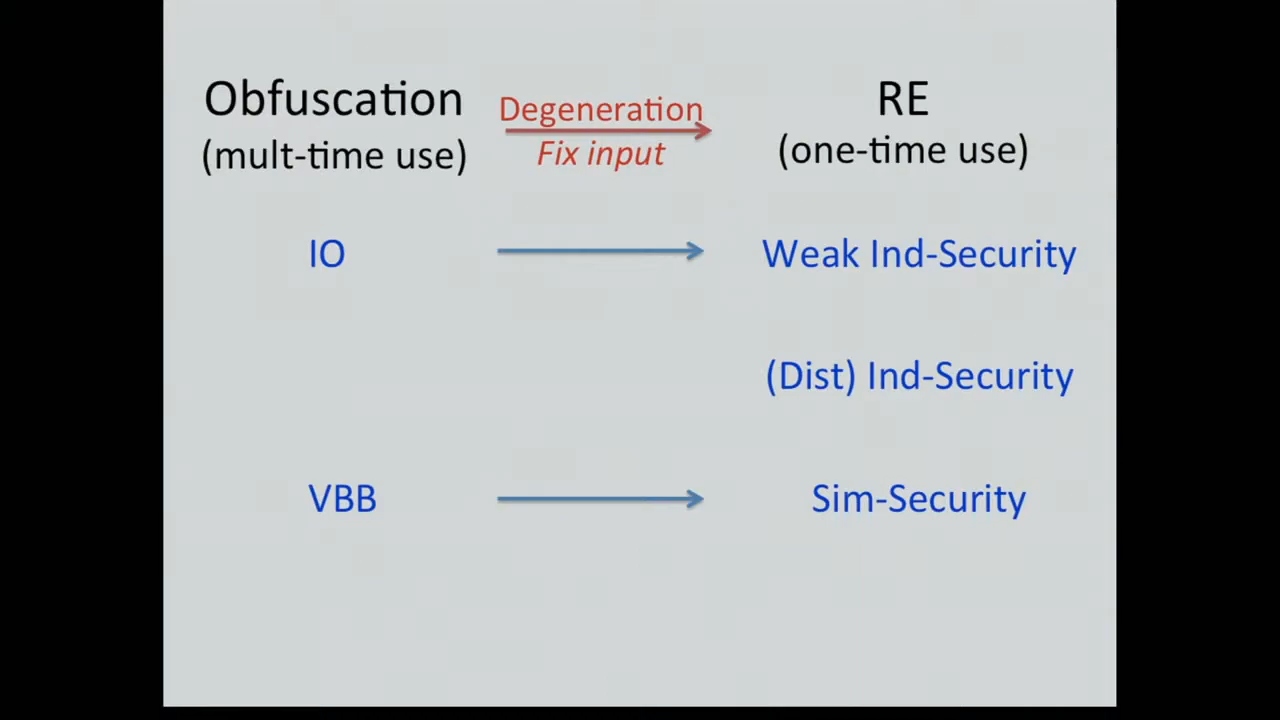 Obfuscation
(mult-time use)
Degeneration
Fix input
RE
(one-time use)
IO
Weak Ind-Security
(Dist) Ind-Security
VBB
Sim-Security